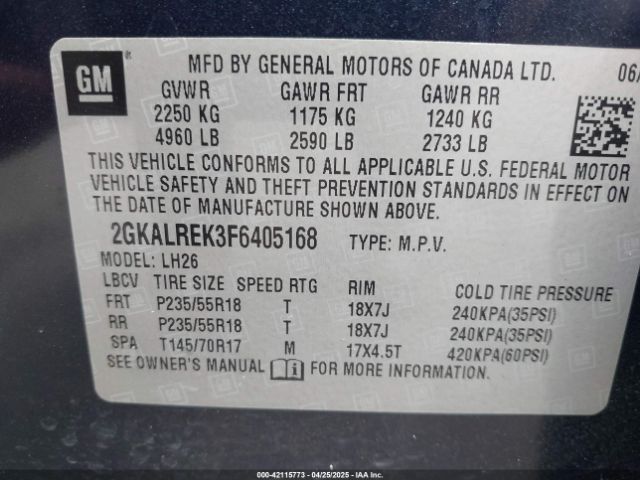 GM
®
MFD BY GENERAL MOTORS OF CANADA LTD. 06/
GVWR GAWR FRT GAWR RR
2250 KG 1175 KG 1240 KG
4960 LB 2590 LB 2733 LB
THIS VEHICLE CONFORMS TO ALL APPLICABLE U.S. FEDERAL MOTOR
VEHICLE SAFETY AND THEFT PREVENTION STANDARDS IN EFFECT ON
THE DATE OF MANUFACTURE SHOWN ABOVE.
2GKALREK3F6405168 TYPE: M.P.V.
MODEL: LH26
LBCV TIRE SIZE SPEED RTG RIM COLD TIRE PRESSURE
FRT P235/55R18 T 18X7J 240KPA(35PSI)
RR P235/55R18 T 18X7J 240KPA(35PSI)
SPA T145/70R17 M 17X4.5T 420KPA(60PSI)
SEE OWNER'S MANUAL i FOR MORE INFORMATION.
000-42115773 - 04/25/2025 - IAA Inc.